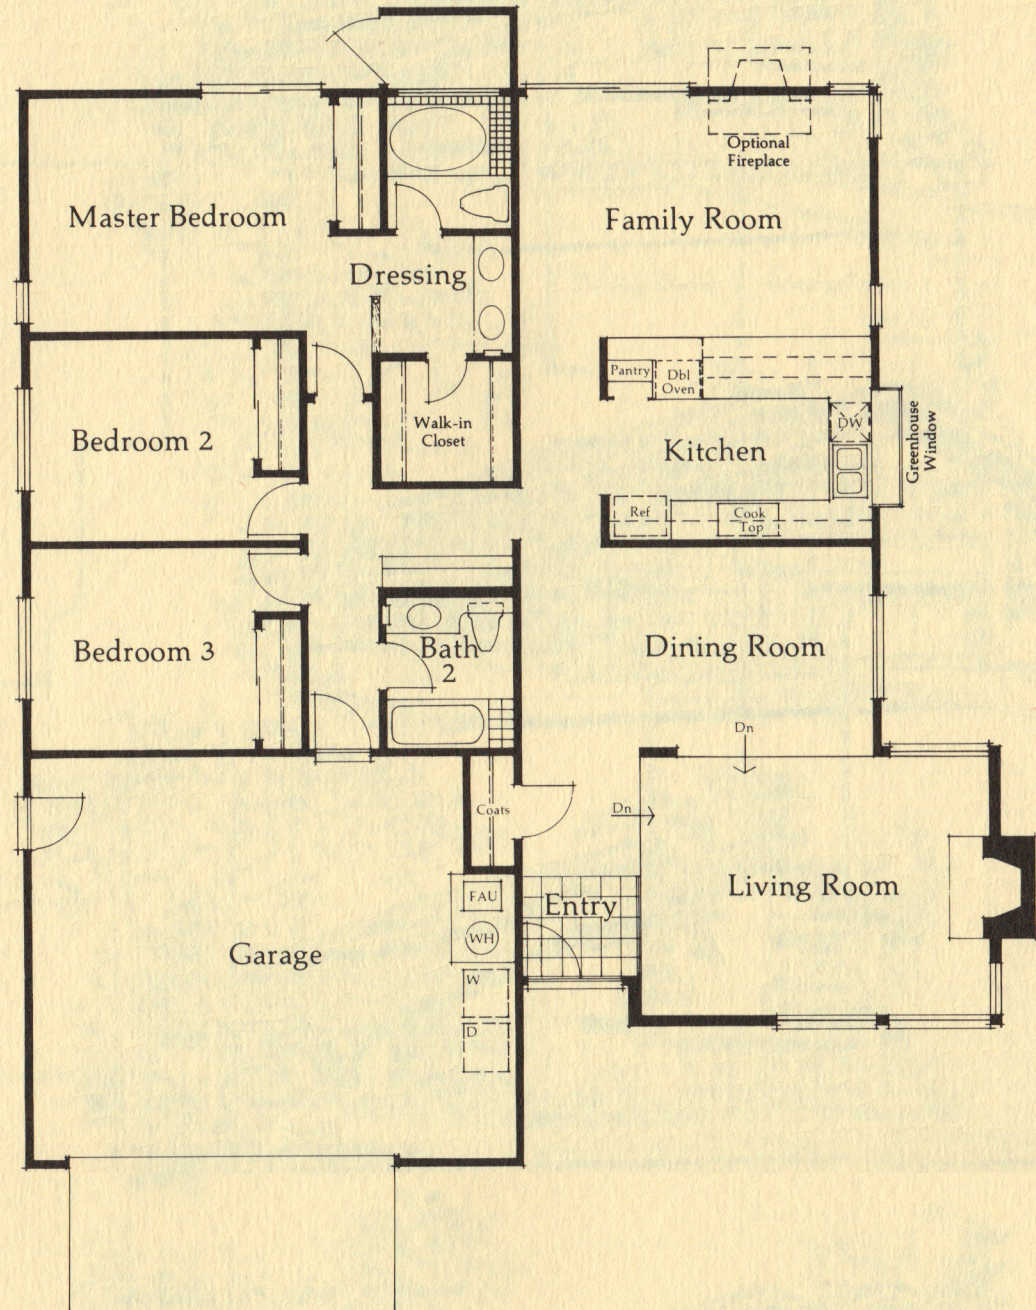 Optional
Fireplace
Master Bedroom
Family Room
Dressing
Pantry
Dbl
Oven
Walk-in
Closet
DW
Greenhouse
Window
Bedroom 2
Kitchen
Ref
Cook
Top
Bedroom 3
Bath
2
Dining Room
Dn
Coats
Dn
Living Room
FAU
Entry
WH
Garage
W
D